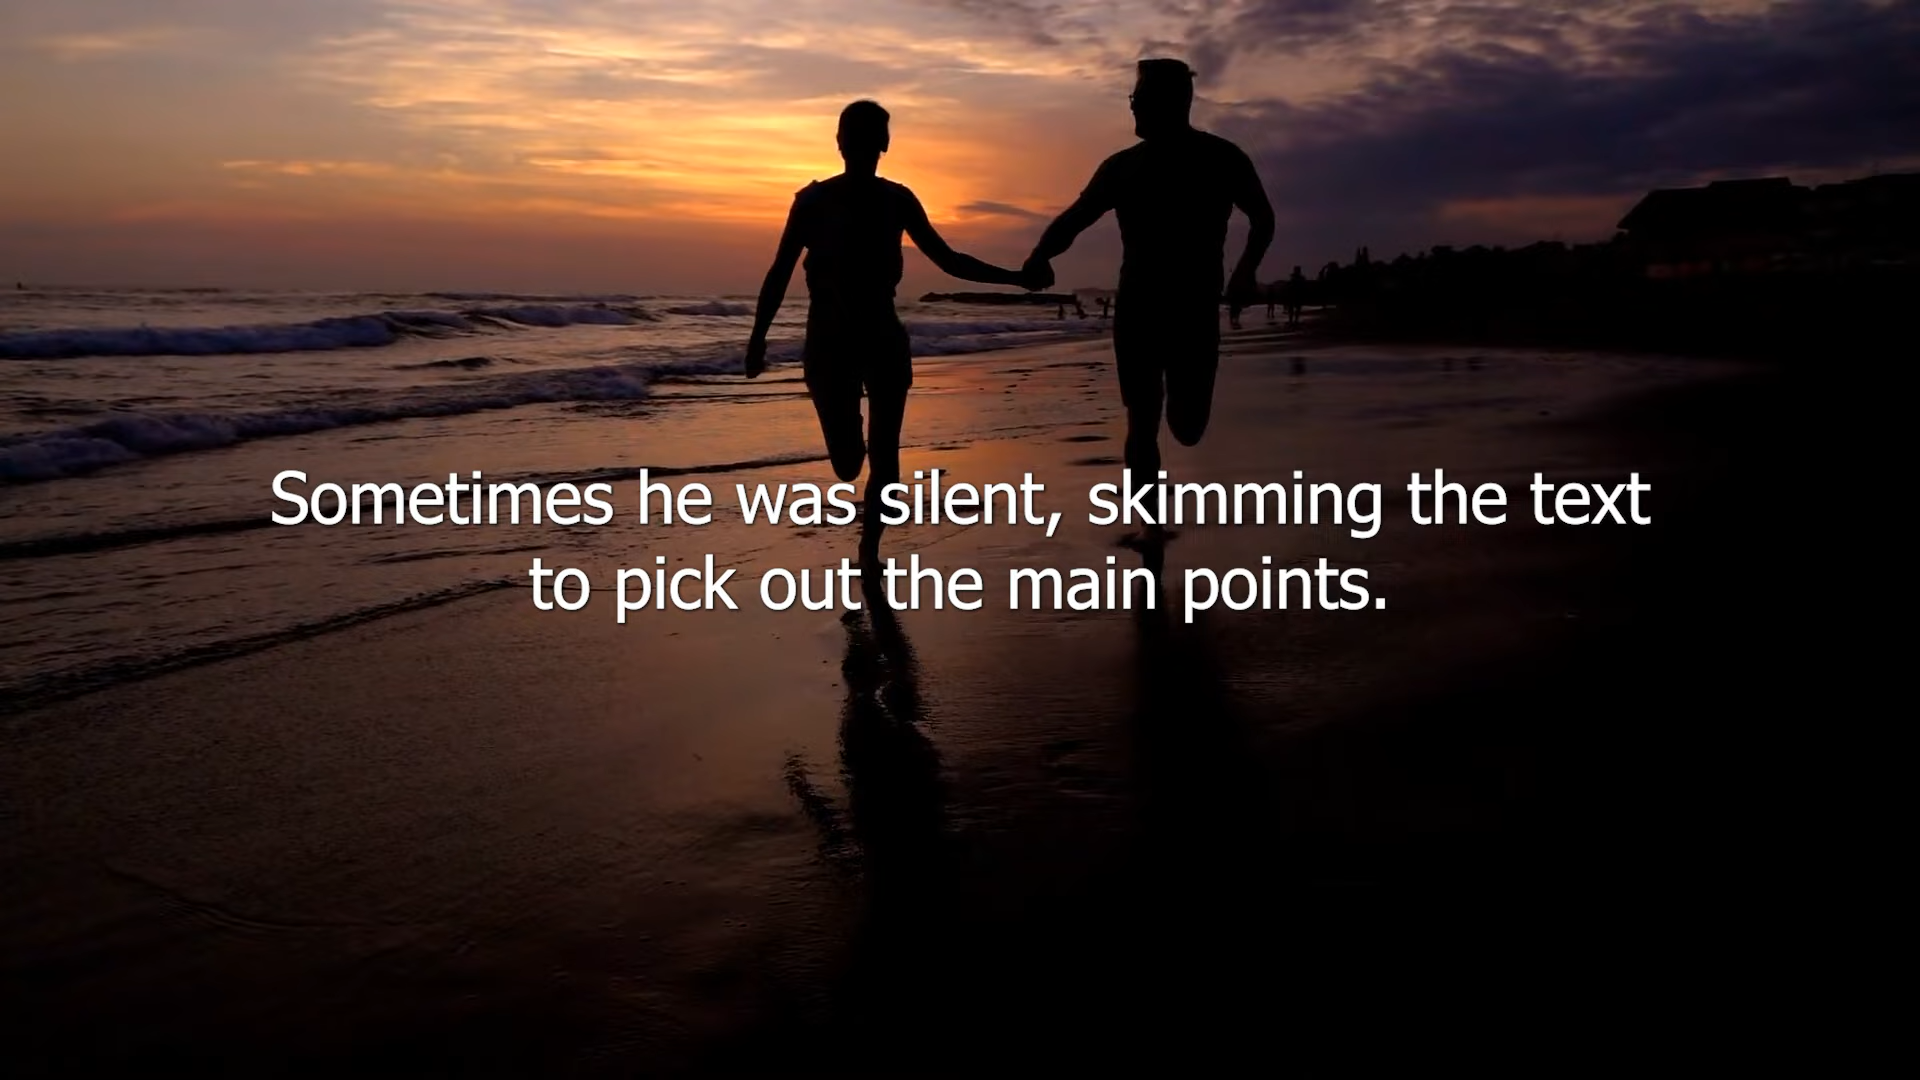 Sometimes he was silent, skimming the text
to pick out the main points.